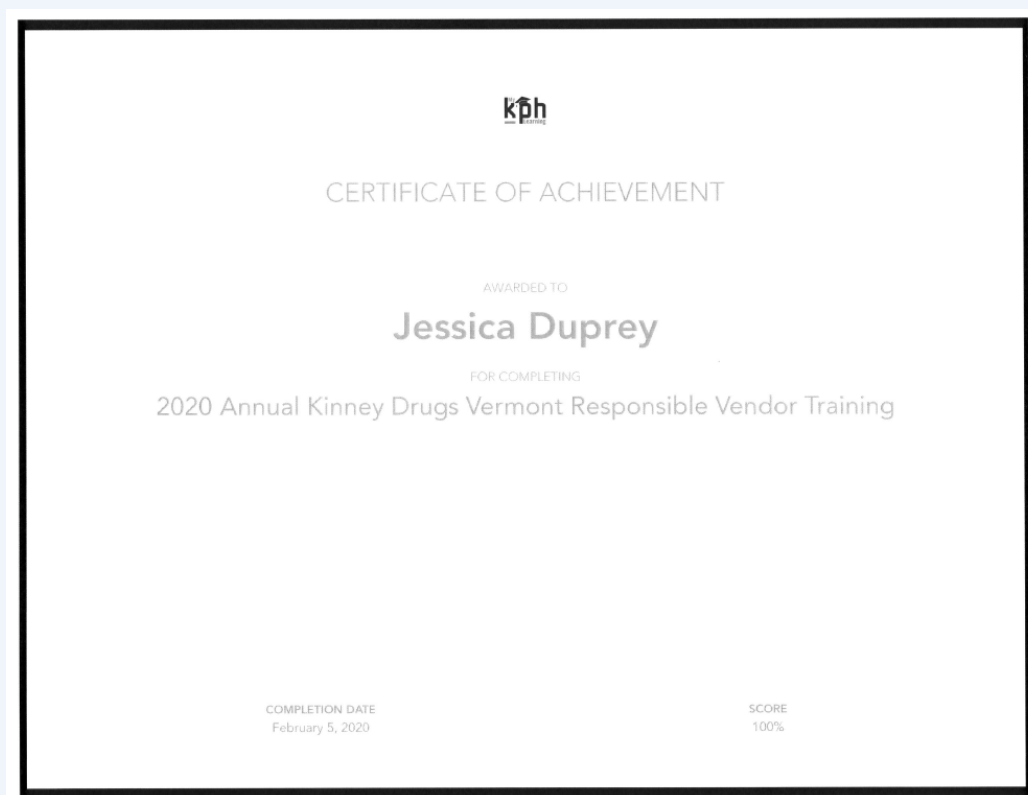 kph
Learning
CERTIFICATE OF ACHIEVEMENT
AWARDED TO
Jessica Duprey
FOR COMPLETING
2020 Annual Kinney Drugs Vermont Responsible Vendor Training
COMPLETION DATE
February 5, 2020
SCORE
100%